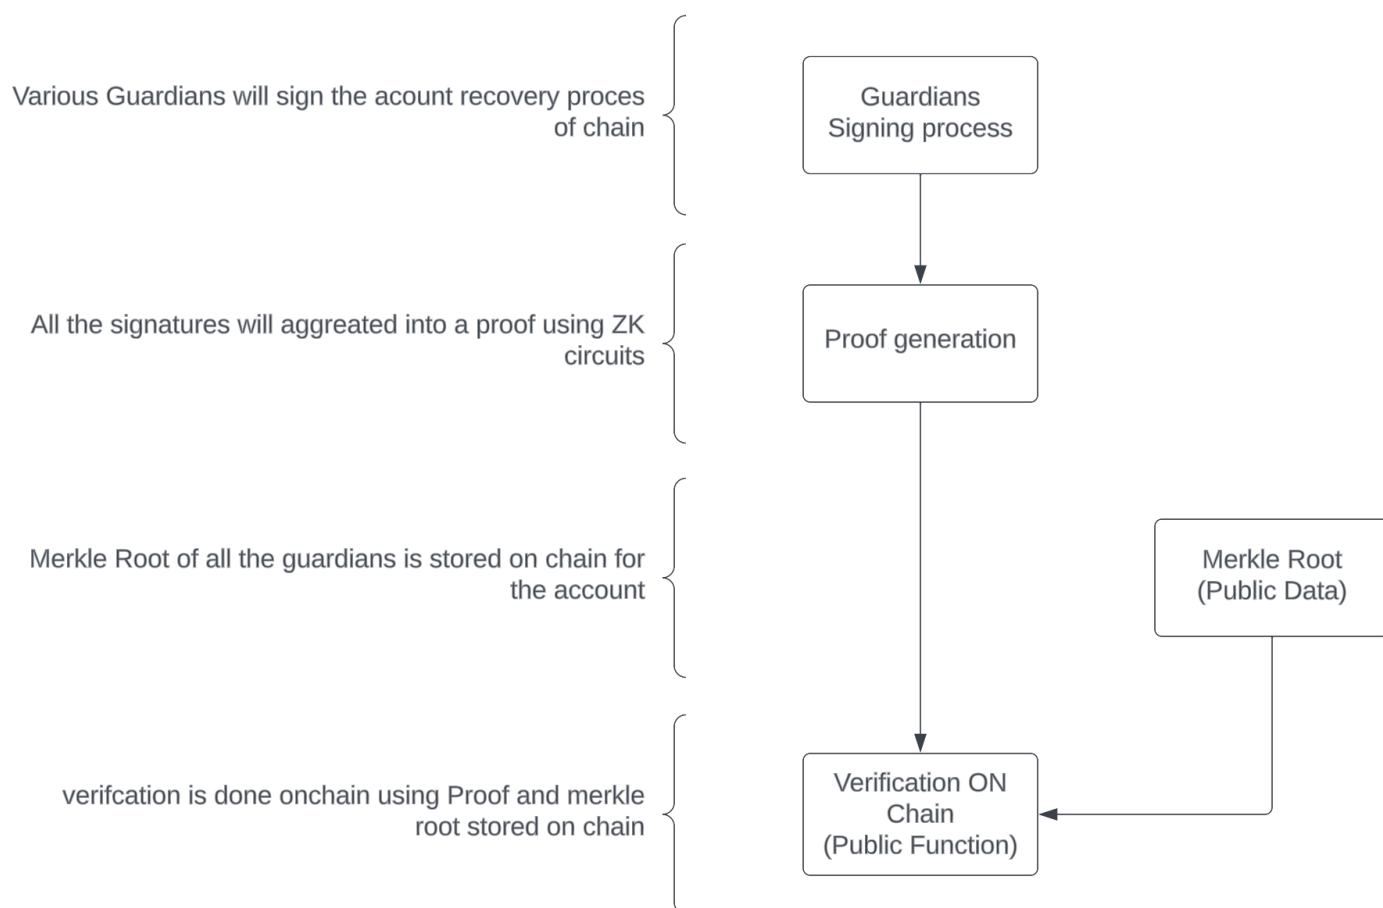 Various Guardians will sign the acount recovery proces
of chain
Guardians
Signing process
All the signatures will aggreated into a proof using ZK
circuits
Proof generation
Merkle Root of all the guardians is stored on chain for
the account
Merkle Root
(Public Data)
verifcation is done onchain using Proof and merkle
root stored on chain
Verification ON
Chain
(Public Function)